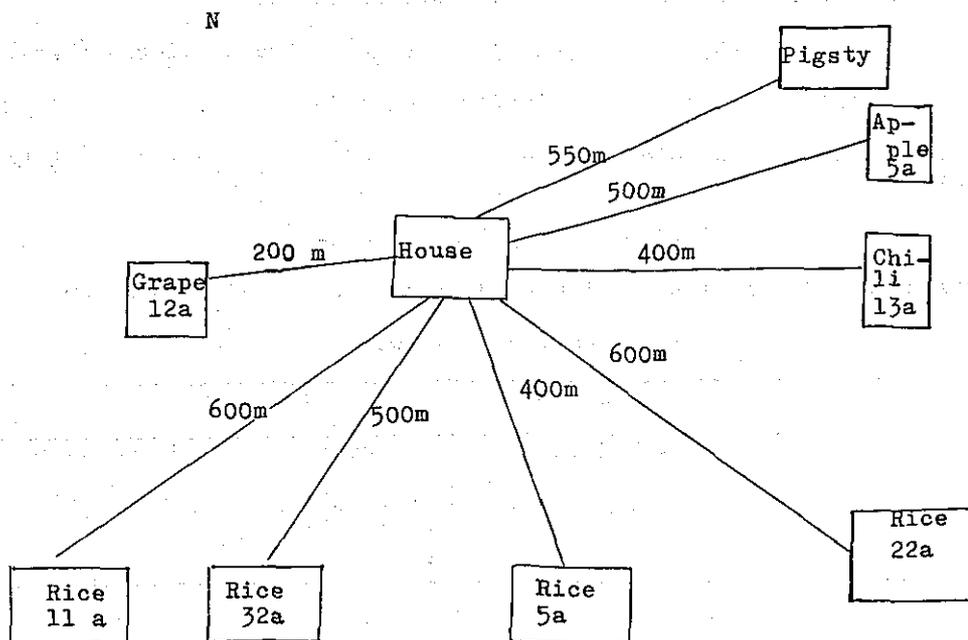 N
Pigsty
Ap-
ple
5a
550m
500m
House
200 m
400m
Grape
12a
Chi-
li
13a
600m
400m
600m
500m
Rice
22a
Rice
11 a
Rice
32a
Rice
5a